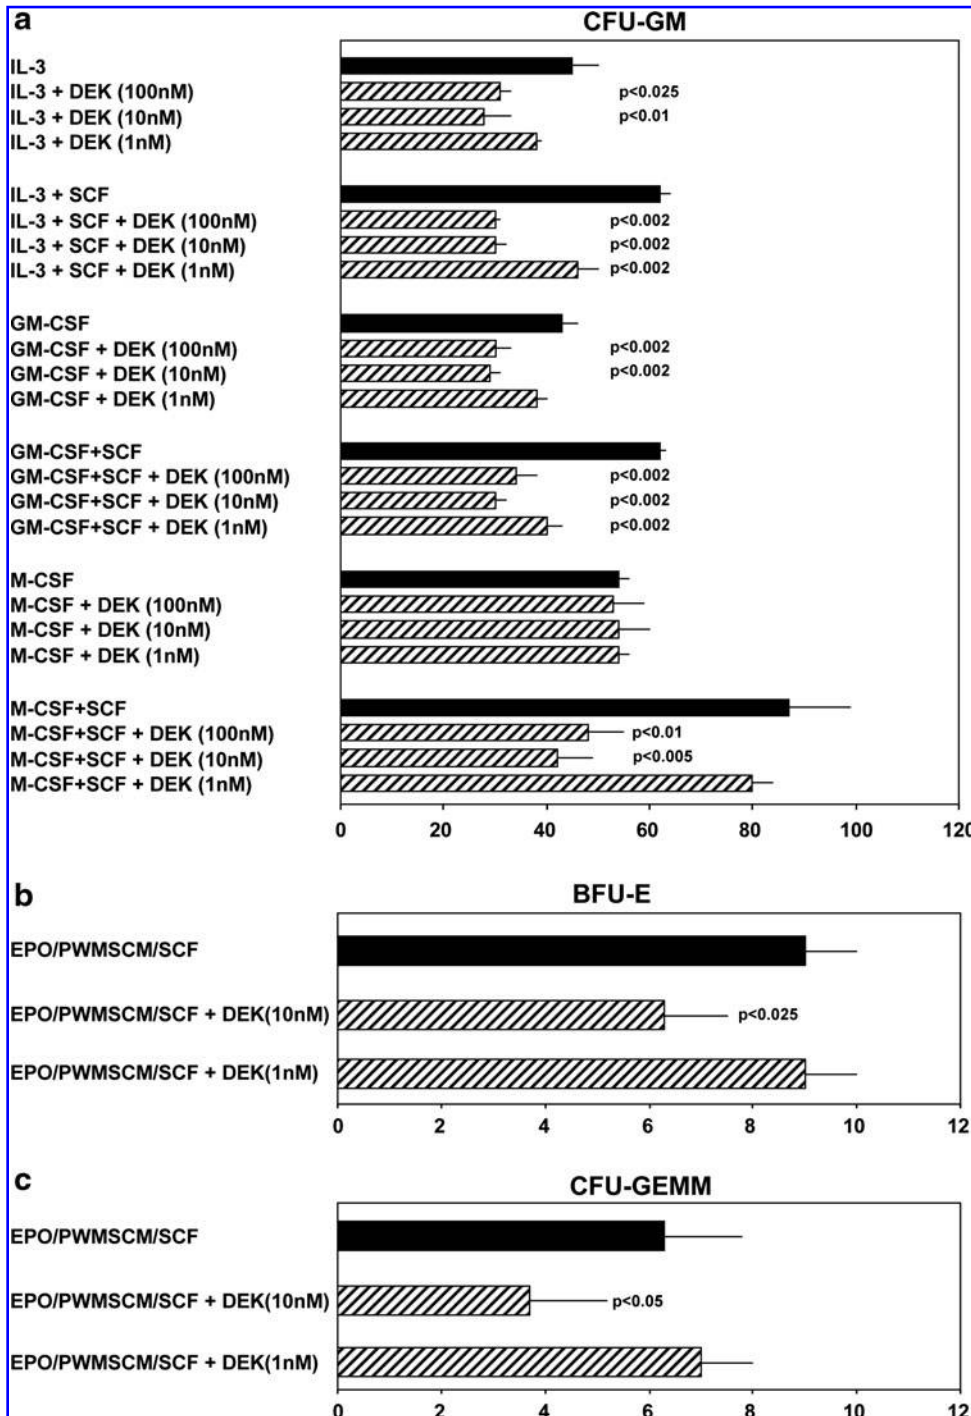 a CFU-GM
IL-3
IL-3 + DEK (100nM) p<0.025
IL-3 + DEK (10nM) p<0.01
IL-3 + DEK (1nM)
IL-3 + SCF
IL-3 + SCF + DEK (100nM) p<0.002
IL-3 + SCF + DEK (10nM) p<0.002
IL-3 + SCF + DEK (1nM) p<0.002
GM-CSF
GM-CSF + DEK (100nM) p<0.002
GM-CSF + DEK (10nM) p<0.002
GM-CSF + DEK (1nM)
GM-CSF+SCF
GM-CSF+SCF + DEK (100nM) p<0.002
GM-CSF+SCF + DEK (10nM) p<0.002
GM-CSF+SCF + DEK (1nM) p<0.002
M-CSF
M-CSF + DEK (100nM)
M-CSF + DEK (10nM)
M-CSF + DEK (1nM)
M-CSF+SCF
M-CSF+SCF + DEK (100nM) p<0.01
M-CSF+SCF + DEK (10nM) p<0.005
M-CSF+SCF + DEK (1nM)
0 20 40 60 80 100 120
b BFU-E
EPO/PWMSCM/SCF
EPO/PWMSCM/SCF + DEK(10nM) p<0.025
EPO/PWMSCM/SCF + DEK(1nM)
0 2 4 6 8 10 12
c CFU-GEMM
EPO/PWMSCM/SCF
EPO/PWMSCM/SCF + DEK(10nM) p<0.05
EPO/PWMSCM/SCF + DEK(1nM)
0 2 4 6 8 10 12